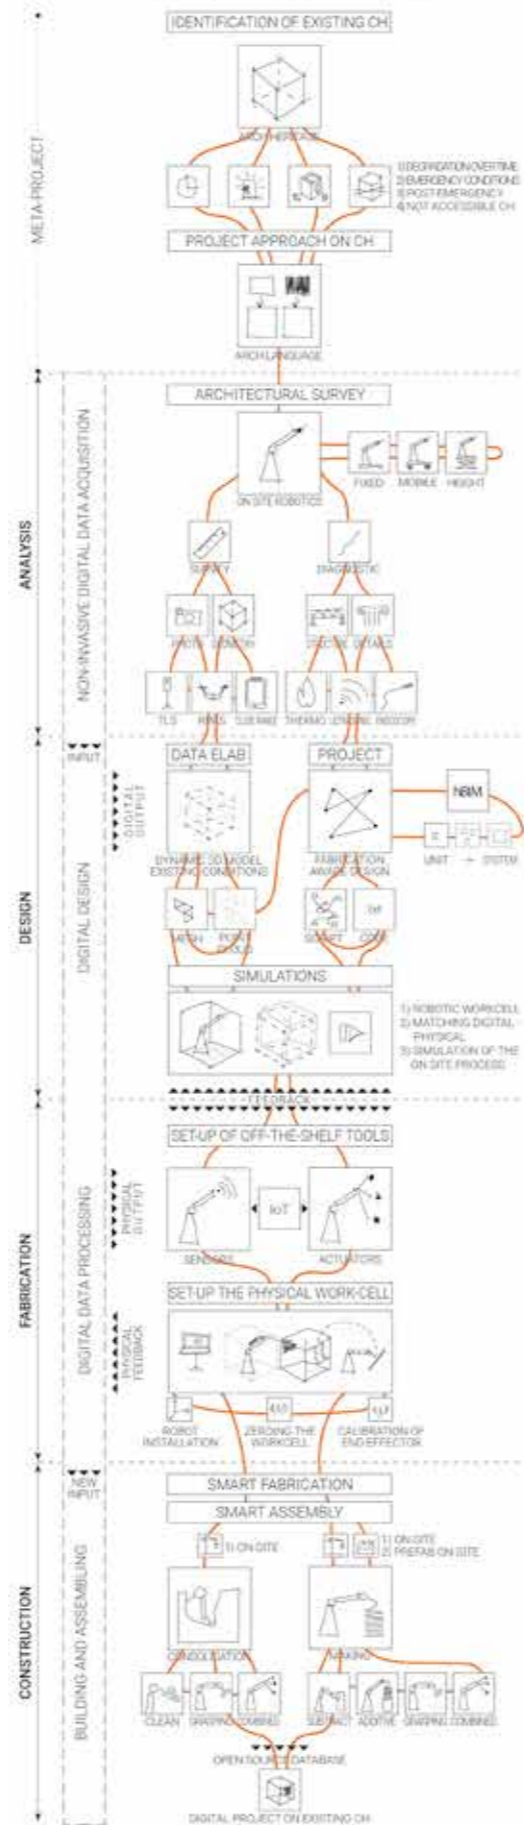 IDENTIFICATION OF EXISTING CH
META-PROJECT
1) DEGRADATION OVER TIME
2) EMERGENCY CONDITIONS
3) POST-EMERGENCY
4) NOT ACCESSIBLE CH
PROJECT APPROACH ON CH
ARCH LANGUAGE
ANALYSIS
NON-INVASIVE DIGITAL DATA ACQUISITION
ARCHITECTURAL SURVEY
ON SITE ROBOTICS
FIXED
MOBILE
HEIGHT
SURVEY
DIAGNOSTIC
PHOTO
GEOMETRY
DETAILS
TLS
THERMO
DESIGN
DIGITAL DESIGN
INPUT
DIGITAL
OUTPUT
DATA ELAB
PROJECT
HBIM
DYNAMIC 3D MODEL
EXISTING CONDITIONS
FABRICATION
AWARE DESIGN
UNIT → SYSTEM
MESH
POINT
CLOUD
SCRIPT
CODE
SIMULATIONS
1) ROBOTIC WORKCELL
2) MATCHING DIGITAL
PHYSICAL
3) SIMULATION OF THE
ON SITE PROCESS
FEEDBACK
FABRICATION
DIGITAL DATA PROCESSING
SET-UP OF OFF-THE-SHELF TOOLS
PHYSICAL
OUTPUT
IoT
SENSORS
ACTUATORS
SET-UP THE PHYSICAL WORK-CELL
PHYSICAL
FEEDBACK
ROBOT
INSTALLATION
ZEROING THE
WORKCELL
CALIBRATION OF
END EFFECTOR
CONSTRUCTION
BUILDING AND ASSEMBLING
NEW
INPUT
SMART FABRICATION
SMART ASSEMBLY
1) ON-SITE
1) ON-SITE
2) PREFAB ON-SITE
CONSOLIDATION
MAKING
CLEAN
GRASPING
COMBINED
SUBTRACT
ADDITIVE
GRASPING
COMBINED
OPEN SOURCE DATABASE
DIGITAL PROJECT ON EXISTING CH